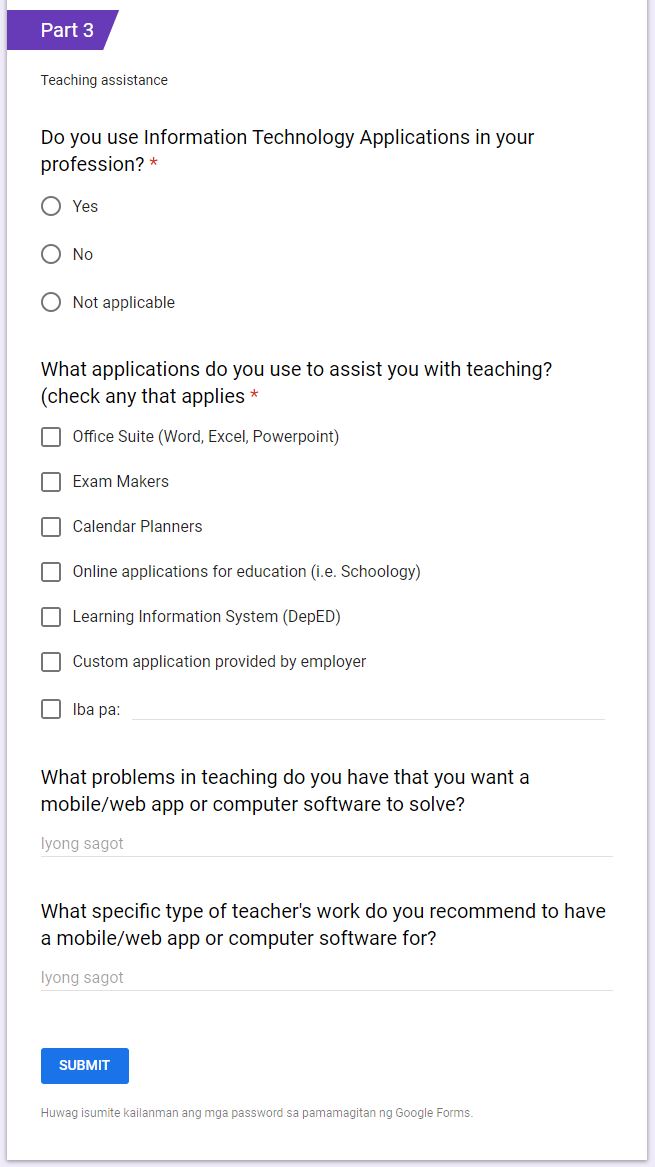 Part 3
Teaching assistance
Do you use Information Technology Applications in your
profession? *
Yes
No
Not applicable
What applications do you use to assist you with teaching?
(check any that applies *
Office Suite (Word, Excel, Powerpoint)
Exam Makers
Calendar Planners
Online applications for education (i.e. Schoology)
Learning Information System (DepED)
Custom application provided by employer
Iba pa:
What problems in teaching do you have that you want a
mobile/web app or computer software to solve?
Iyong sagot
What specific type of teacher's work do you recommend to have
a mobile/web app or computer software for?
Iyong sagot
SUBMIT
Huwag isumite kailanman ang mga password sa pamamagitan ng Google Forms.